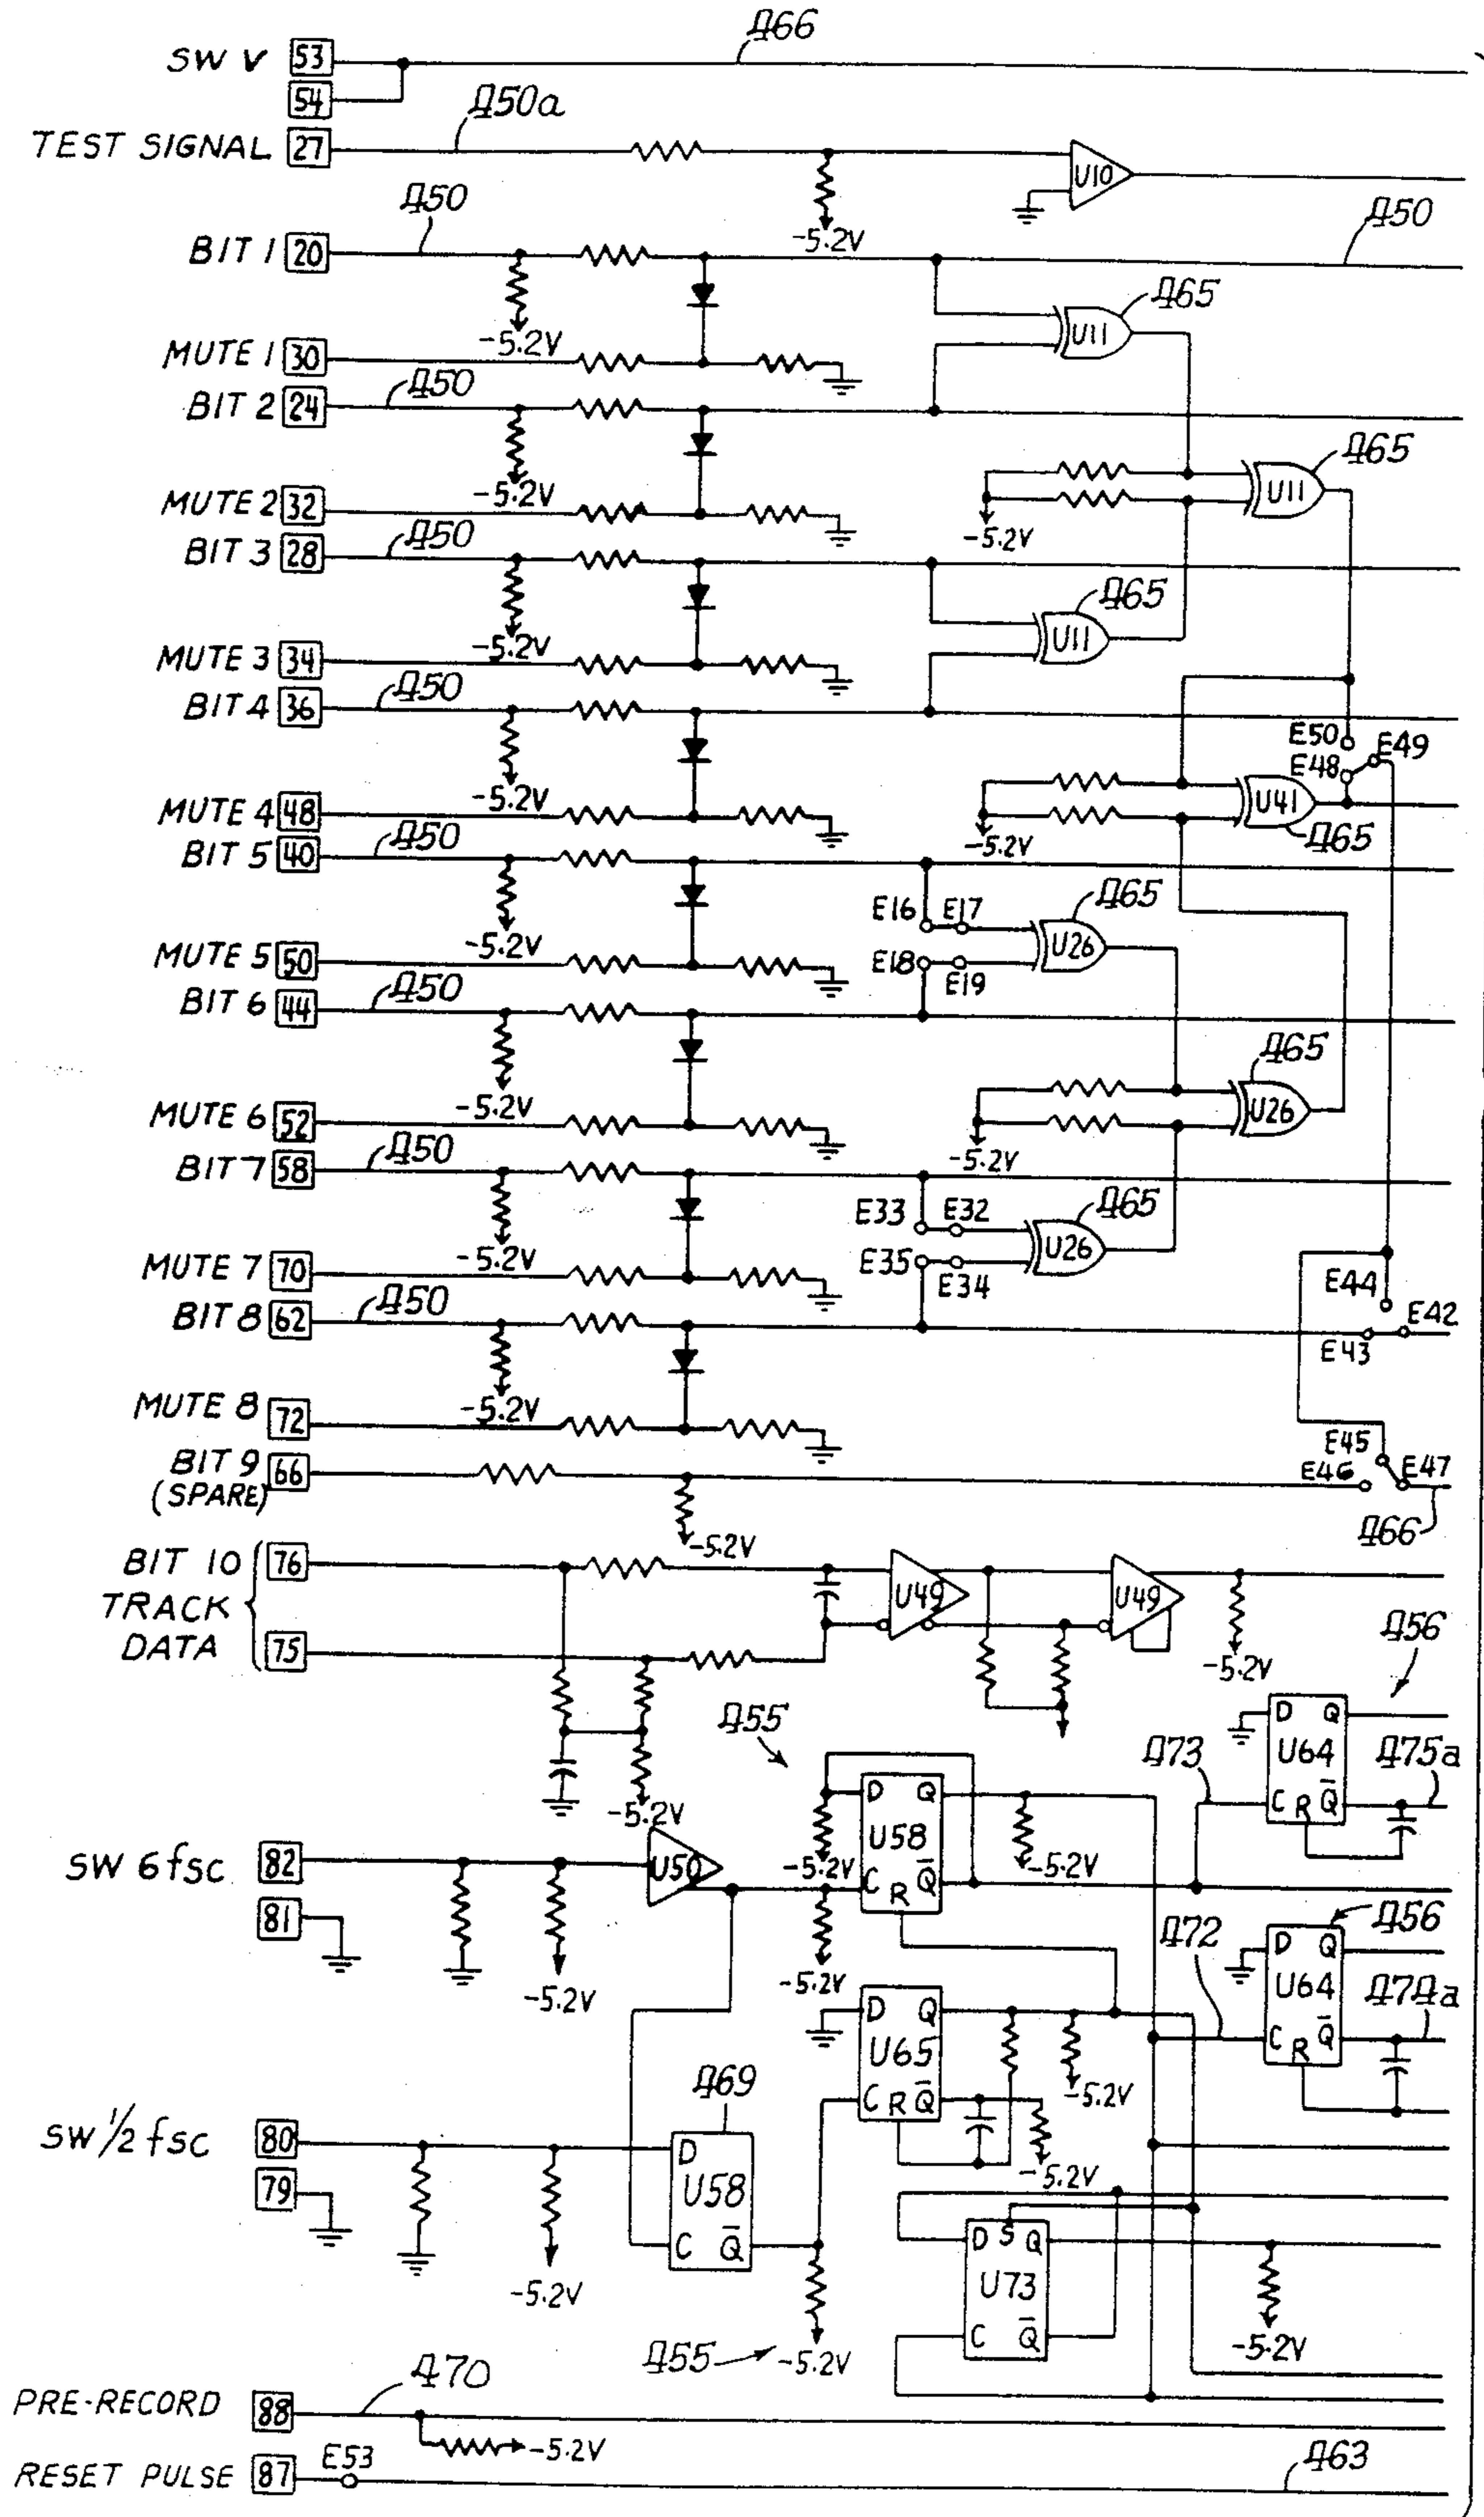 466
SW V 53
54
450a
TEST SIGNAL 27
U10
-5.2V
450
450
BIT 1 20
465
U11
-5.2V
MUTE 1 30
450
BIT 2 24
465
U11
-5.2V
MUTE 2 32
-5.2V
450
BIT 3 28
465
U11
-5.2V
MUTE 3 34
450
BIT 4 36
E50
E49
E48
-5.2V
U41
MUTE 4 48
465
-5.2V
450
BIT 5 40
465
E16 E17
U26
-5.2V
E18
E19
MUTE 5 50
450
BIT 6 44
465
U26
-5.2V
MUTE 6 52
-5.2V
450
BIT 7 58
465
E33 E32
U26
-5.2V
E35
E34
MUTE 7 70
E44
450
BIT 8 62
E42
E43
-5.2V
MUTE 8 72
E45
BIT 9 66
(SPARE)
E46
E47
466
-5.2V
BIT 10 76
TRACK
DATA 75
U49
U49
456
-5.2V
455
D Q
U64
473
475a
C R Q̅
-5.2V
D Q
U58
SW 6 fsc 82
U50
-5.2V
-5.2V
C R Q̅
81
456
472
D Q
U64
-5.2V
-5.2V
474a
D Q
U65
C R Q̅
469
-5.2V
C R Q̅
SW 1/2 fsc 80
D
U58
-5.2V
79
D S Q
C Q̅
U73
-5.2V
C Q̅
-5.2V
455
-5.2V
470
PRE-RECORD 88
-5.2V
E53
463
RESET PULSE 87